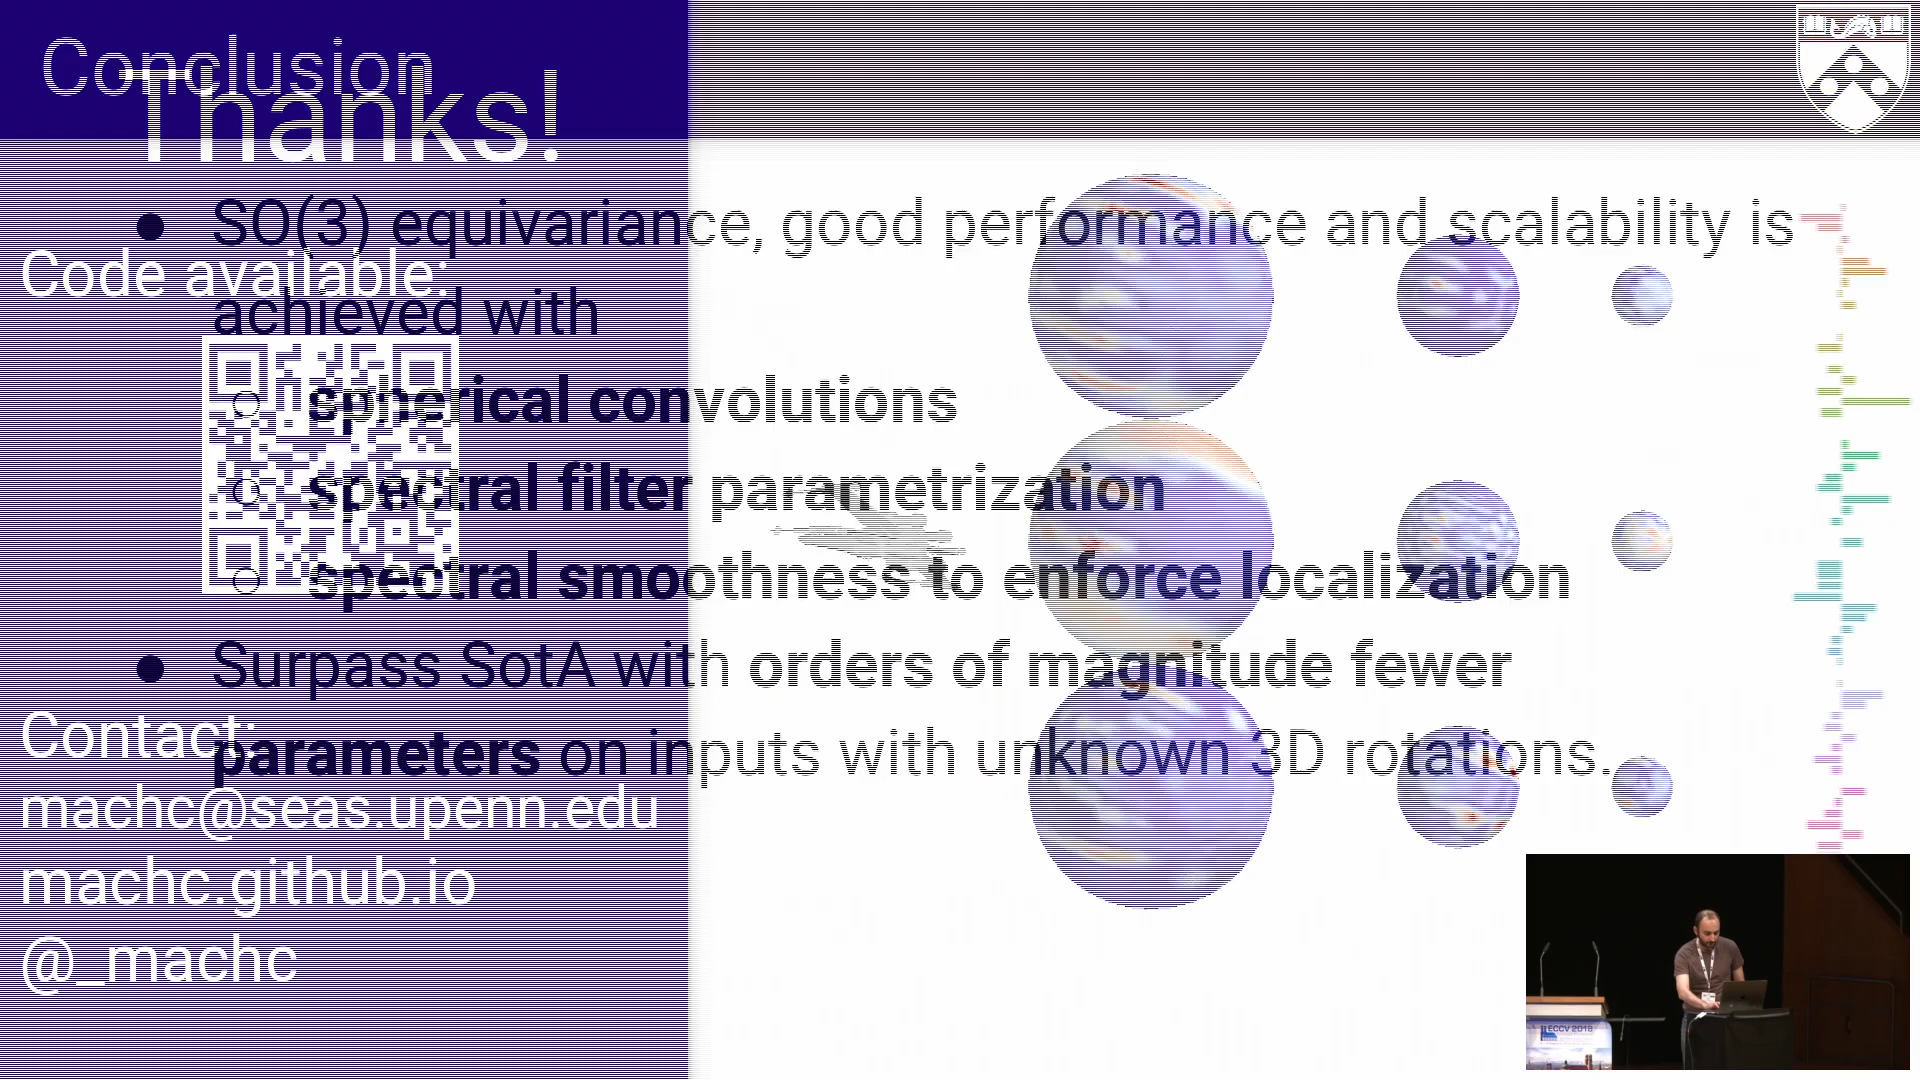 Conclusion
Thanks!
● SO(3) equivariance, good performance and scalability is
achieved with
○ spherical convolutions
○ spectral filter parametrization
○ spectral smoothness to enforce localization
● Surpass SotA with orders of magnitude fewer
parameters on inputs with unknown 3D rotations.
Code available:
Contact:
machc@seas.upenn.edu
machc.github.io
@_machc
ECCV 2018